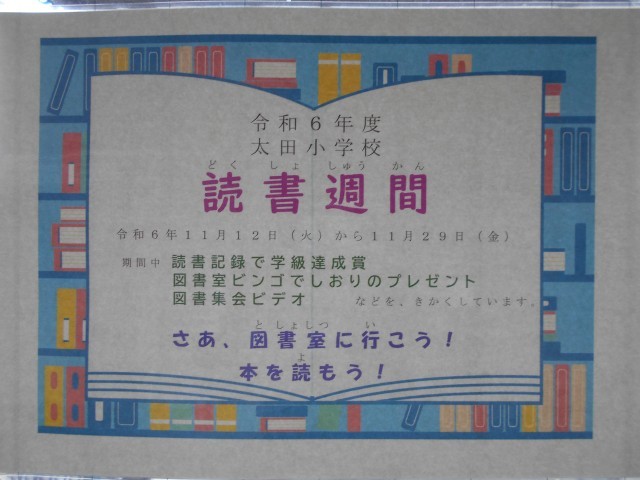 令和６年度
太田小学校
どく しょ しゅう かん
読書週間
令和６年１１月１２日（火）から１１月２９日（金）
期間中 読書記録で学級達成賞
図書室ビンゴでしおりのプレゼント
図書集会ビデオ などを、きかくしています。
と しょしつ い
さあ、図書室に行こう！
よ
本を読もう！